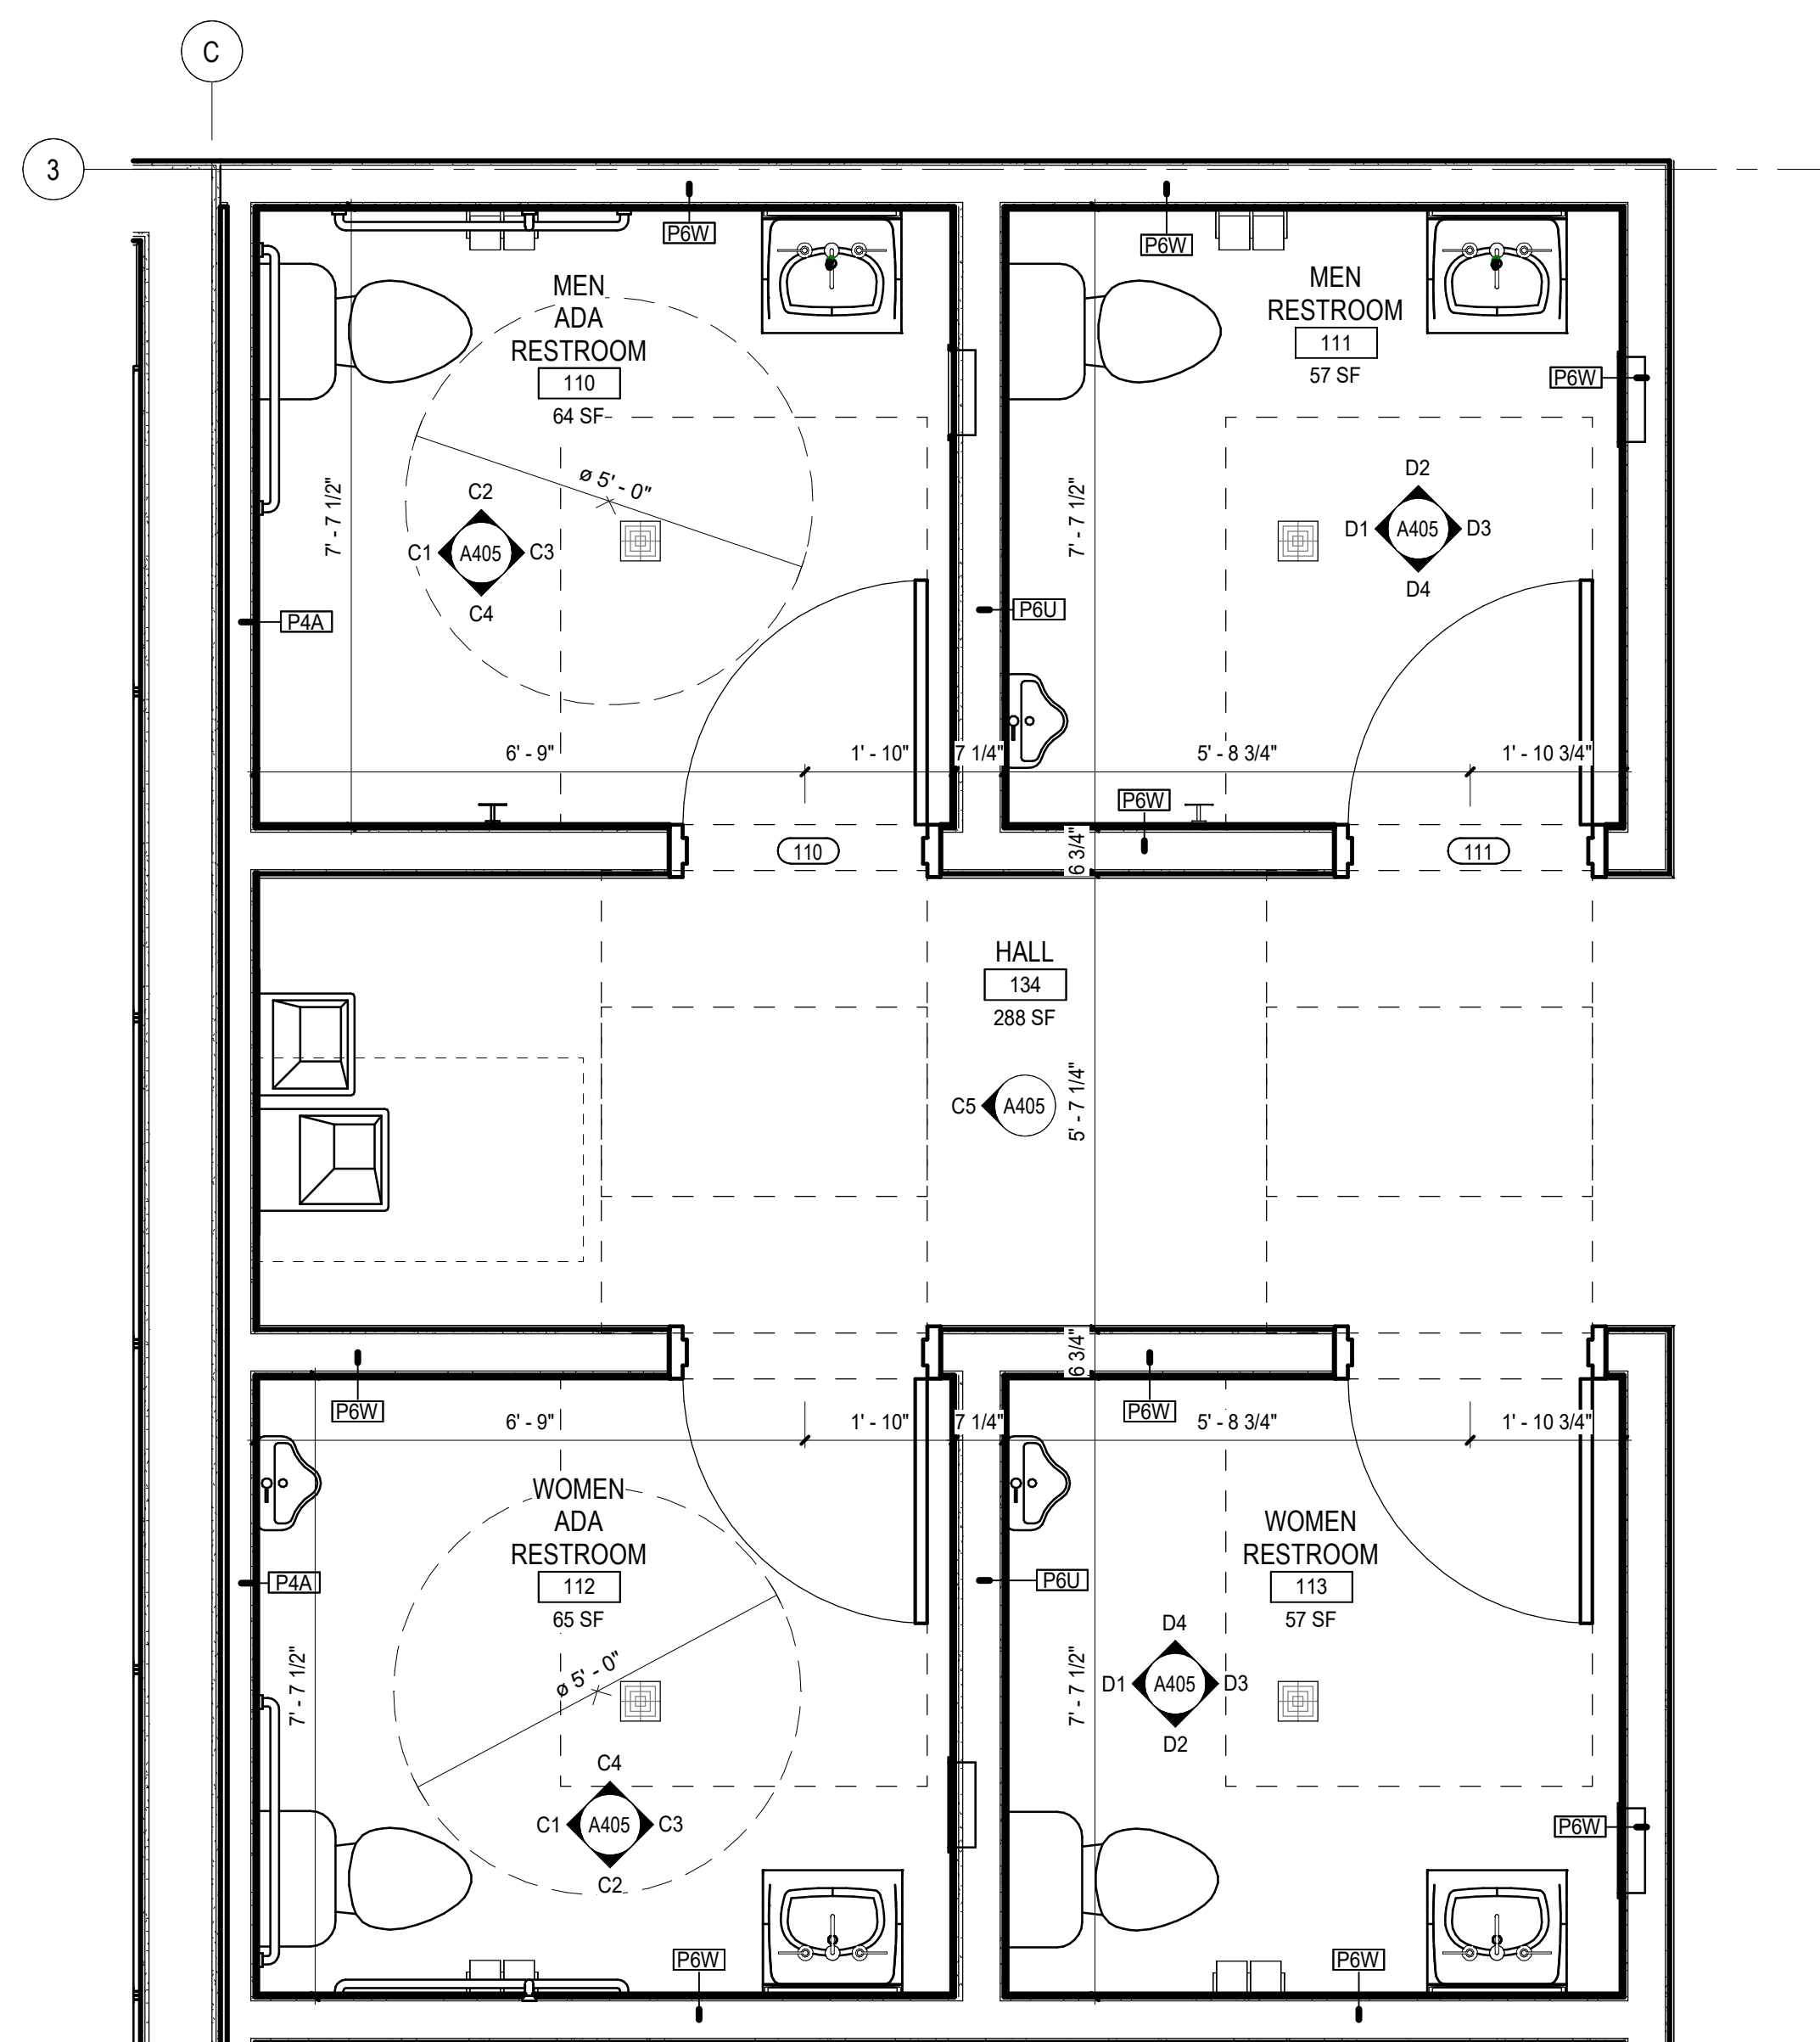 C
3
P6W
P6W
MEN
ADA
RESTROOM
110
64 SF
MEN
RESTROOM
111
57 SF
P6W
ø 5' - 0"
7' - 7 1/2"
C2
C1 A405 C3
C4
7' - 7 1/2"
D2
D1 A405 D3
D4
P4A
P6U
6' - 9"
1' - 10"
7 1/4"
5' - 8 3/4"
1' - 10 3/4"
P6W
110
6 3/4"
111
HALL
134
288 SF
C5 A405
5' - 7 1/4"
6 3/4"
P6W
P6W
6' - 9"
1' - 10"
7 1/4"
5' - 8 3/4"
1' - 10 3/4"
WOMEN
ADA
RESTROOM
112
65 SF
WOMEN
RESTROOM
113
57 SF
P4A
P6U
7' - 7 1/2"
ø 5' - 0"
7' - 7 1/2"
D4
D1 A405 D3
D2
C4
C1 A405 C3
C2
P6W
P6W
P6W